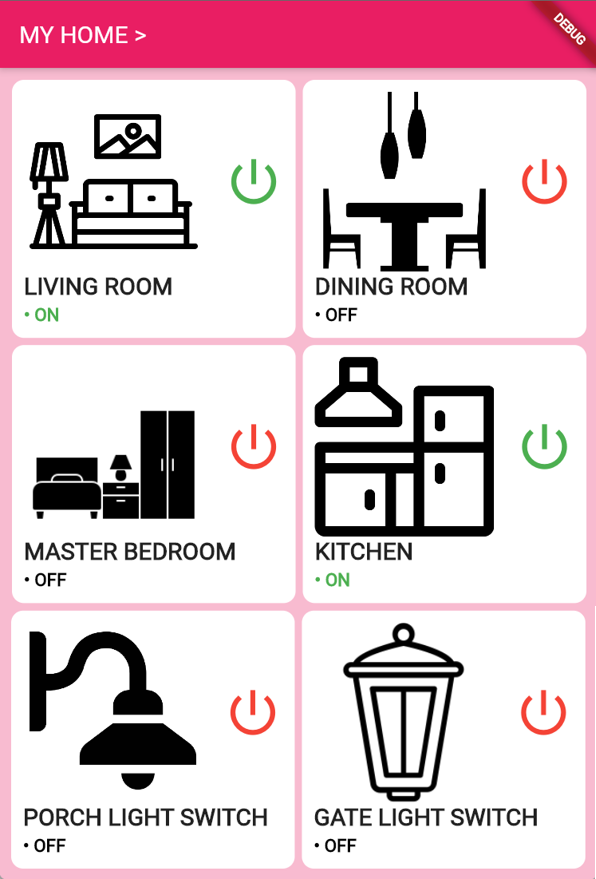 MY HOME >
DEBUG
LIVING ROOM
• ON
DINING ROOM
• OFF
MASTER BEDROOM
• OFF
KITCHEN
• ON
PORCH LIGHT SWITCH
• OFF
GATE LIGHT SWITCH
• OFF